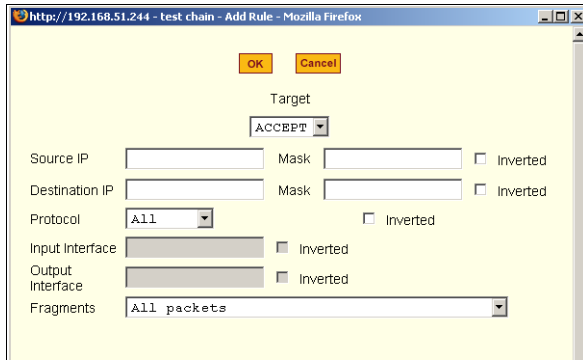 http://192.168.51.244 - test chain - Add Rule - Mozilla Firefox
OK Cancel
Target
ACCEPT
Source IP Mask Inverted
Destination IP Mask Inverted
Protocol All Inverted
Input Interface Inverted
Output
Interface Inverted
Fragments All packets